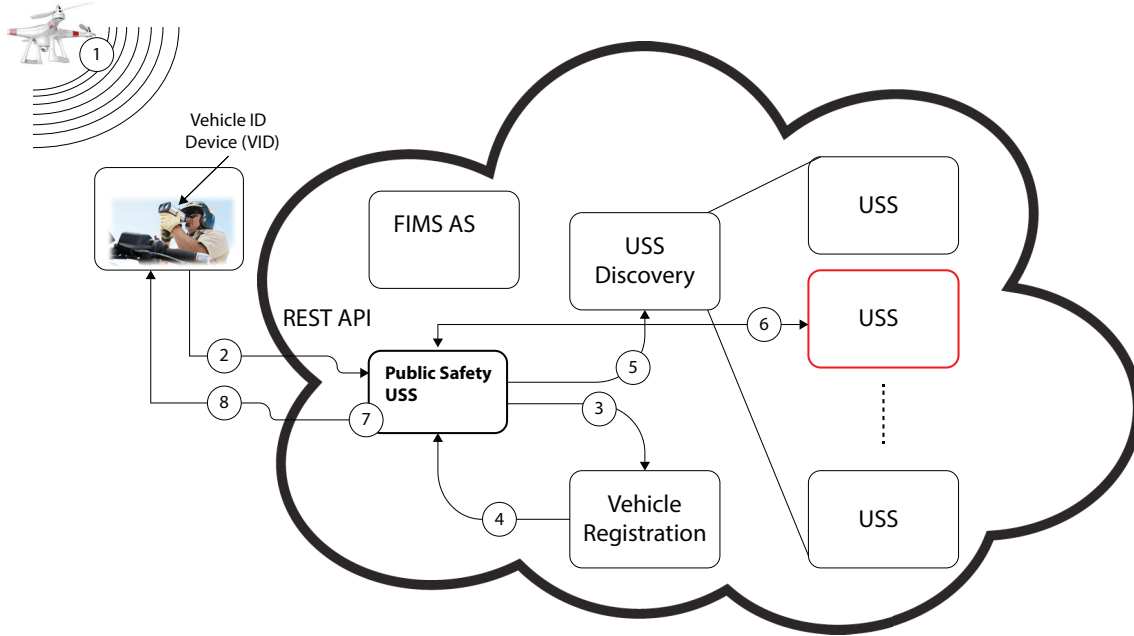 1
Vehicle ID
Device (VID)
FIMS AS
USS
Discovery
USS
USS
REST API
6
2
5
Public Safety
USS
8
7
3
4
Vehicle
Registration
USS